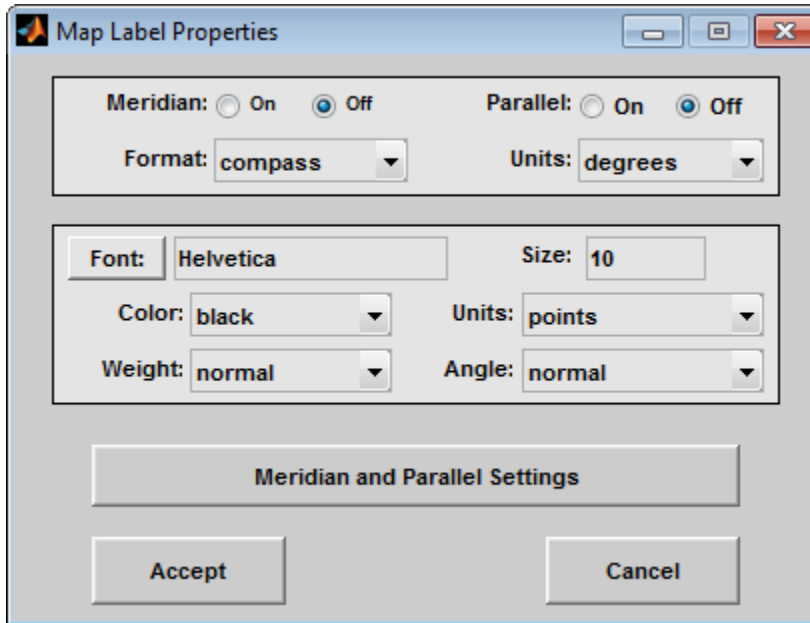 Map Label Properties
Meridian: On Off Parallel: On Off
Format: compass Units: degrees
Font: Helvetica Size: 10
Color: black Units: points
Weight: normal Angle: normal
Meridian and Parallel Settings
Accept Cancel